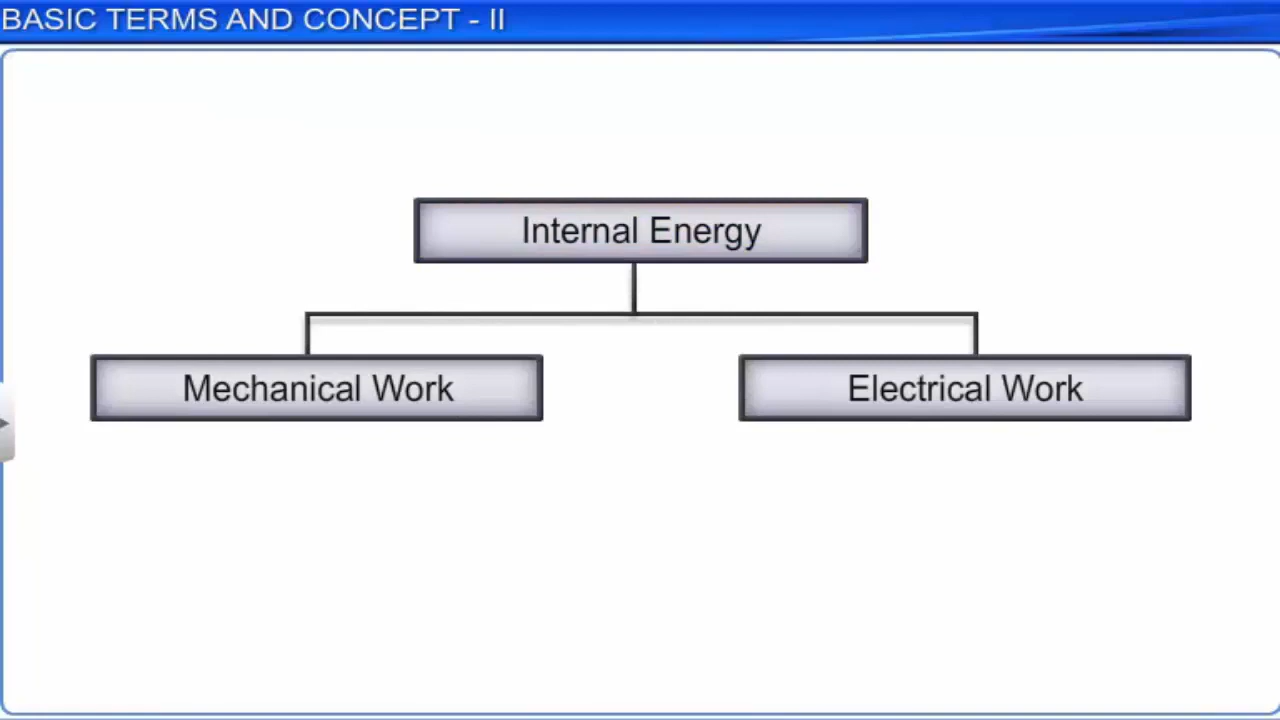 BASIC TERMS AND CONCEPT - II
Internal Energy
Mechanical Work
Electrical Work